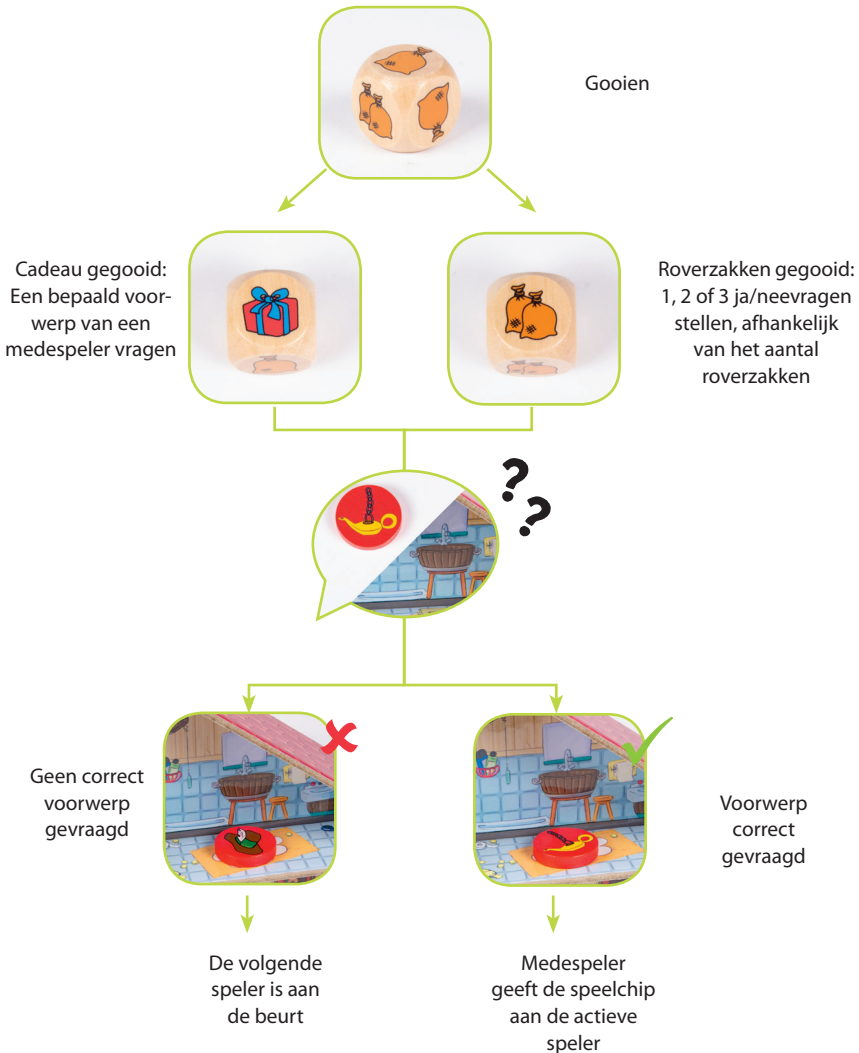 Gooien
Cadeau gegooid:
Een bepaald voor-
werp van een
medespeler vragen
Roverzakken gegooid:
1, 2 of 3 ja/neevragen
stellen, afhankelijk
van het aantal
roverzakken
??
Geen correct
voorwerp
gevraagd
Voorwerp
correct
gevraagd
De volgende
speler is aan
de beurt
Medespeler
geeft de speelchip
aan de actieve
speler